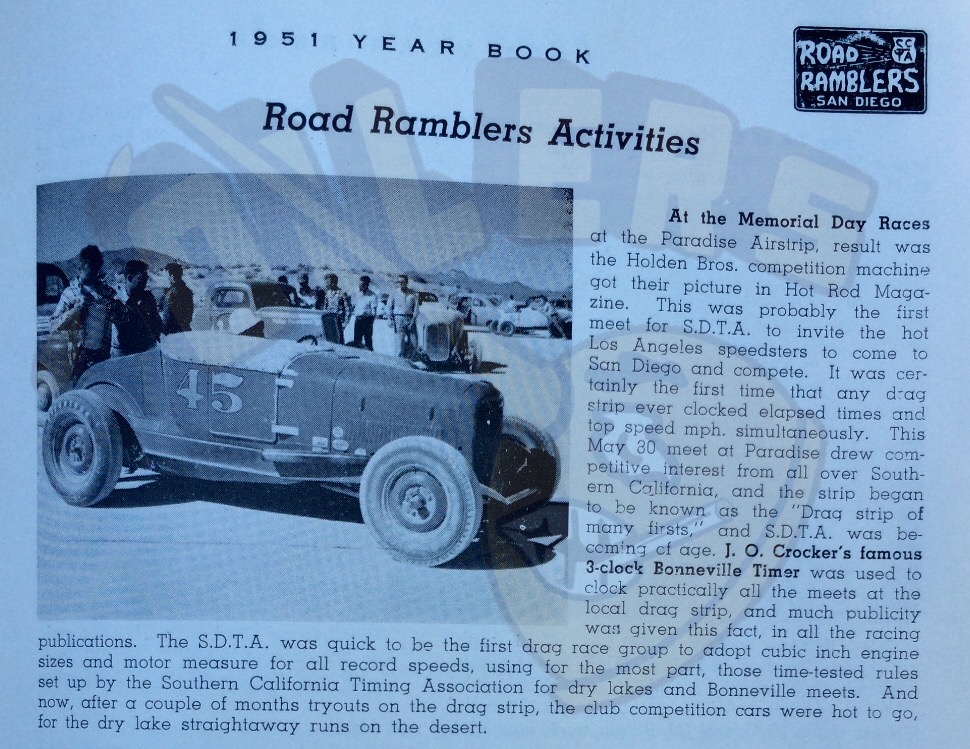 1951 YEAR BOOK
ROAD
SC
TA
RAMBLERS
SAN DIEGO
Road Ramblers Activities
OILERS
45
At the Memorial Day Races
at the Paradise Airstrip, result was
the Holden Bros. competition machine
got their picture in Hot Rod Maga-
zine. This was probably the first
meet for S.D.T.A. to invite the hot
Los Angeles speedsters to come to
San Diego and compete. It was cer-
tainly the first time that any drag
strip ever clocked elapsed times and
top speed mph. simultaneously. This
May 30 meet at Paradise drew com-
petitive interest from all over South-
ern California, and the strip began
to be known as the "Drag strip of
many firsts," and S.D.T.A. was be-
coming of age. J. O. Crocker's famous
3-clock Bonneville Timer was used to
clock practically all the meets at the
local drag strip, and much publicity
was given this fact, in all the racing
publications. The S.D.T.A. was quick to be the first drag race group to adopt cubic inch engine
sizes and motor measure for all record speeds, using for the most part, those time-tested rules
set up by the Southern California Timing Association for dry lakes and Bonneville meets. And
now, after a couple of months tryouts on the drag strip, the club competition cars were hot to go,
for the dry lake straightaway runs on the desert.